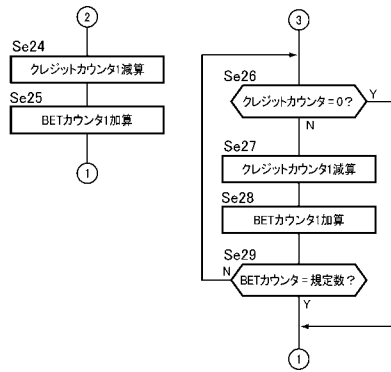 2
Se24
クレジットカウンタ1減算
Se25
BETカウンタ1加算
1
3
Se26
クレジットカウンタ=0?
Y
N
Se27
クレジットカウンタ1減算
Se28
BETカウンタ1加算
Se29
N
BETカウンタ=規定数?
Y
1